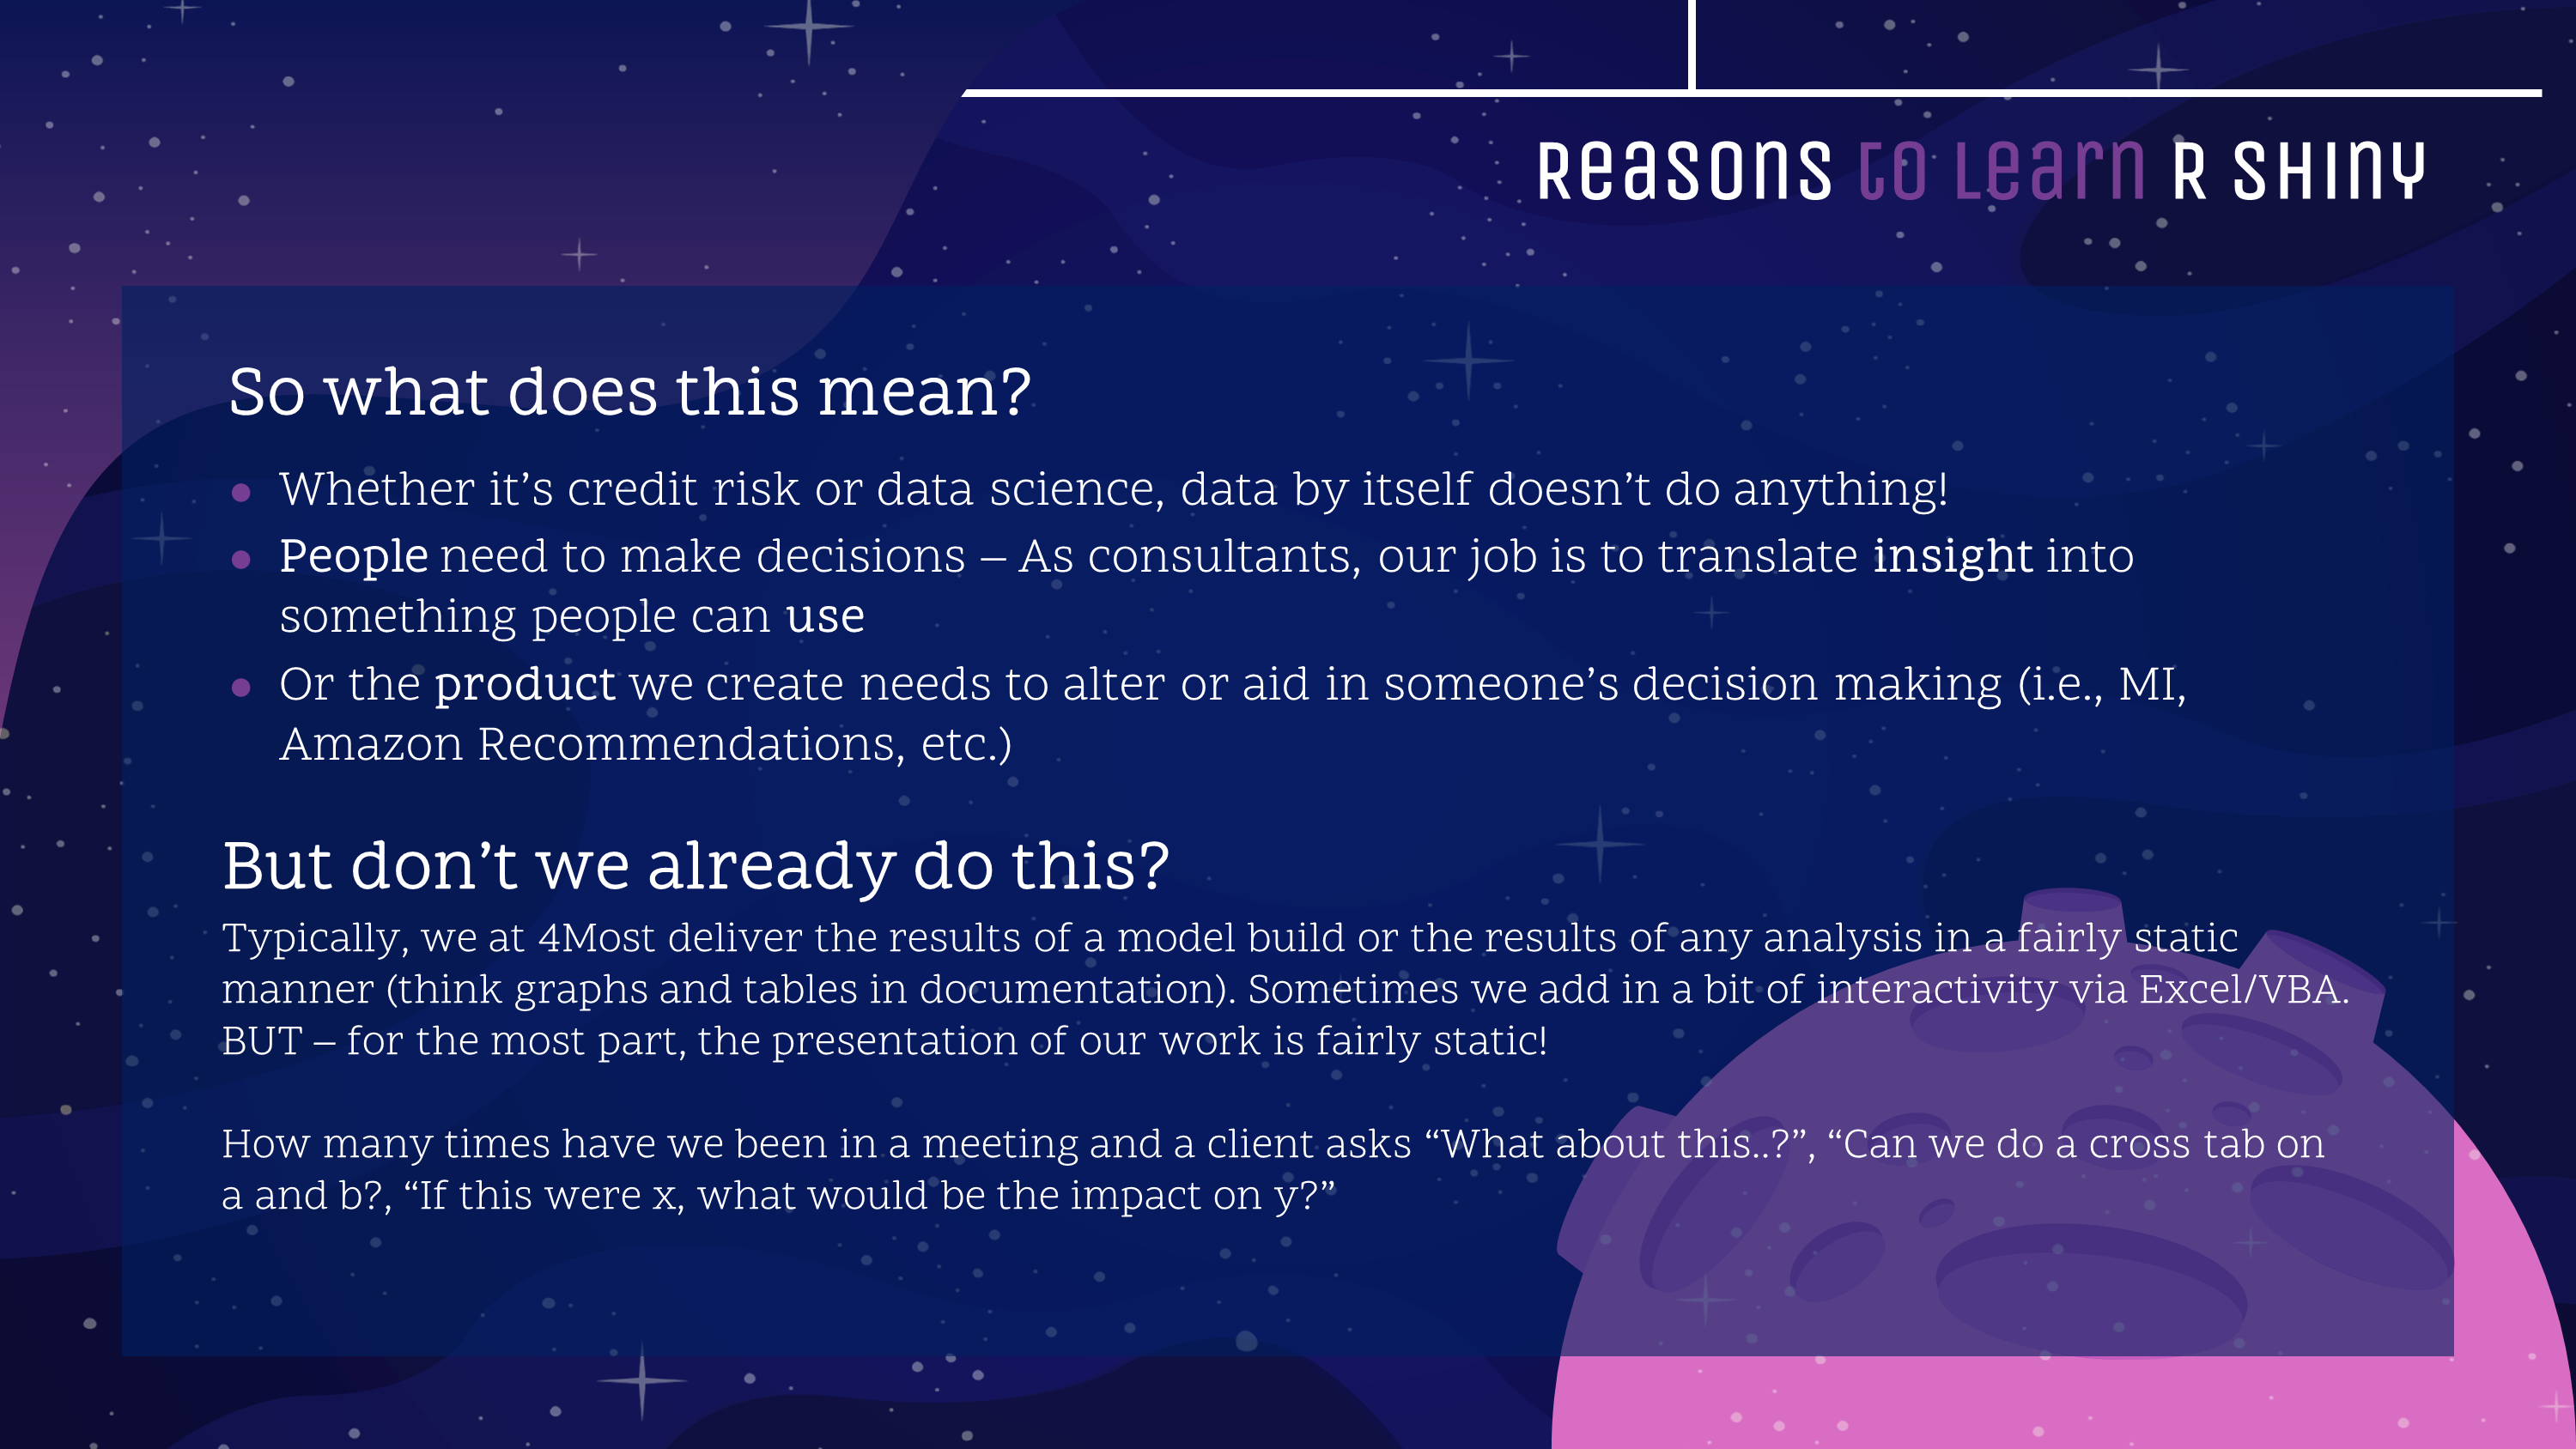 Reasons to Learn R SHINY
So what does this mean?
• Whether it’s credit risk or data science, data by itself doesn’t do anything!
• People need to make decisions – As consultants, our job is to translate insight into
something people can use
• Or the product we create needs to alter or aid in someone’s decision making (i.e., MI,
Amazon Recommendations, etc.)
But don’t we already do this?
Typically, we at 4Most deliver the results of a model build or the results of any analysis in a fairly static
manner (think graphs and tables in documentation). Sometimes we add in a bit of interactivity via Excel/VBA.
BUT – for the most part, the presentation of our work is fairly static!
How many times have we been in a meeting and a client asks “What about this..?”, “Can we do a cross tab on
a and b?, “If this were x, what would be the impact on y?”